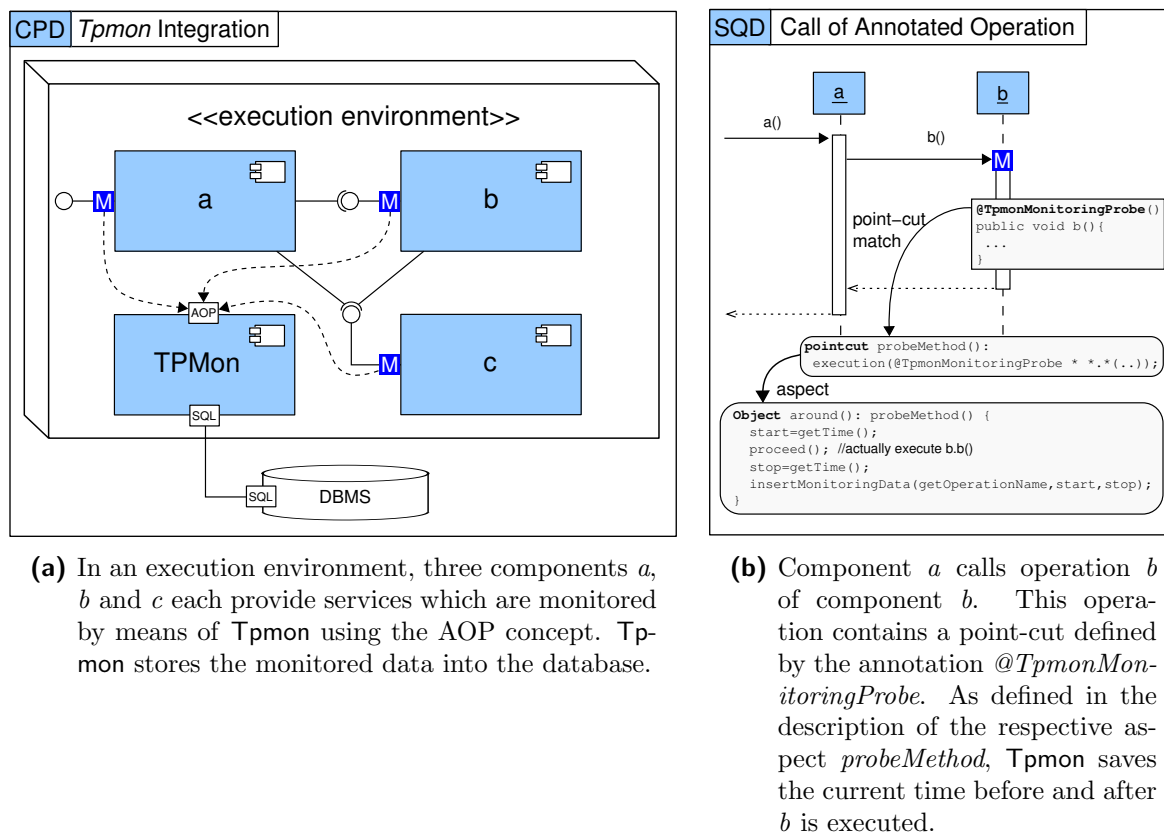 CPD Tpmon Integration
<<execution environment>>
M
a
M
b
AOP
TPMon
M
c
SQL
SQL
DBMS
(a) In an execution environment, three components a,
b and c each provide services which are monitored
by means of Tpmon using the AOP concept. Tp-
mon stores the monitored data into the database.
SQD Call of Annotated Operation
a
b
a()
b()
M
point-cut
match
@TpmonMonitoringProbe()
public void b(){
...
}
pointcut probeMethod():
execution(@TpmonMonitoringProbe * *.*(..));
aspect
Object around(): probeMethod() {
start=getTime();
proceed(); //actually execute b.b()
stop=getTime();
insertMonitoringData(getOperationName,start,stop);
}
(b) Component a calls operation b
of component b. This opera-
tion contains a point-cut defined
by the annotation @TpmonMon-
itoringProbe. As defined in the
description of the respective as-
pect probeMethod, Tpmon saves
the current time before and after
b is executed.